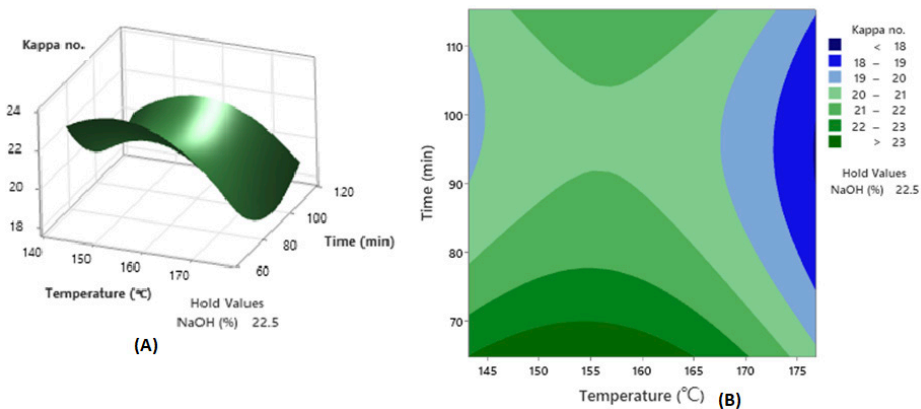 Kappa no.
24
22
20
18
140
150
160
170
60
80
100
120
Temperature (℃)
Time (min)
Hold Values
NaOH (%) 22.5
(A)
110
100
90
80
70
Time (min)
145
150
155
160
165
170
175
Temperature (℃)
(B)
Kappa no.
< 18
18 – 19
19 – 20
20 – 21
21 – 22
22 – 23
> 23
Hold Values
NaOH (%) 22.5